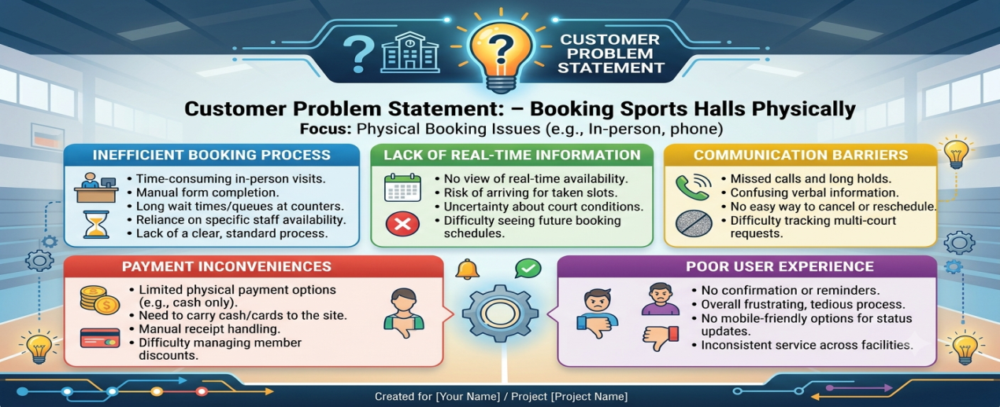 ?
?
CUSTOMER
PROBLEM
STATEMENT
Customer Problem Statement: – Booking Sports Halls Physically
Focus: Physical Booking Issues (e.g., In-person, phone)
INEFFICIENT BOOKING PROCESS
• Time-consuming in-person visits.
• Manual form completion.
• Long wait times/queues at counters.
• Reliance on specific staff availability.
• Lack of a clear, standard process.
LACK OF REAL-TIME INFORMATION
• No view of real-time availability.
• Risk of arriving for taken slots.
• Uncertainty about court conditions.
• Difficulty seeing future booking
schedules.
COMMUNICATION BARRIERS
• Missed calls and long holds.
• Confusing verbal information.
• No easy way to cancel or reschedule.
• Difficulty tracking multi-court
requests.
PAYMENT INCONVENIENCES
• Limited physical payment options
(e.g., cash only).
• Need to carry cash/cards to the site.
• Manual receipt handling.
• Difficulty managing member
discounts.
$
$
POOR USER EXPERIENCE
• No confirmation or reminders.
• Overall frustrating, tedious process.
• No mobile-friendly options for status
updates.
• Inconsistent service across facilities.
Created for [Your Name] / Project [Project Name]